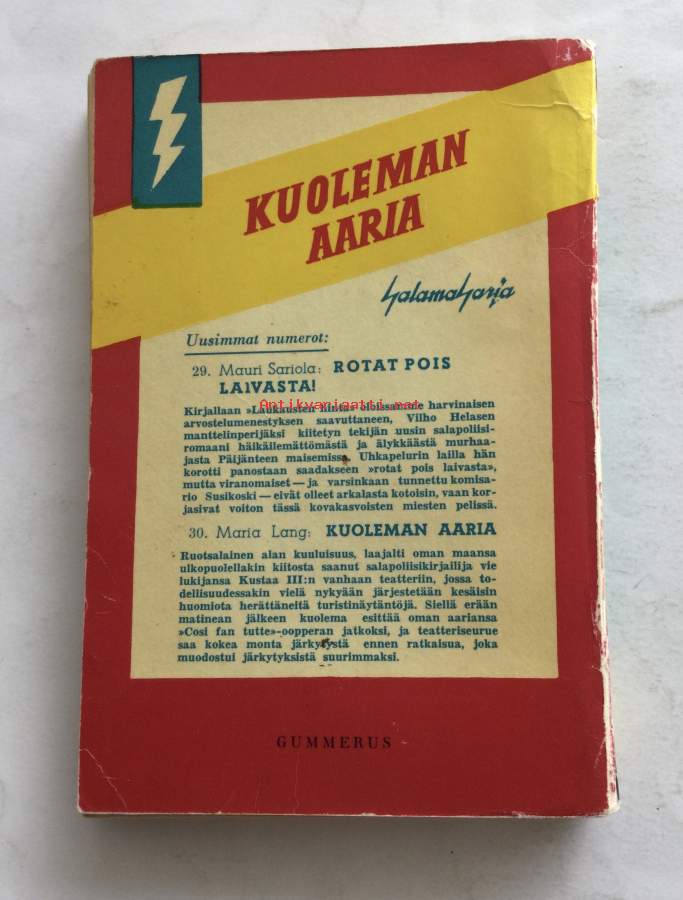 KUOLEMAN
AARIA
Salamasarja
Uusimmat numerot:
29. Mauri Sariola: ROTAT POIS
LAIVASTA!
Antikvariaatti.net
Kirjallaan »Laukausten hinta» oloissamme harvinaisen
arvostelumenestyksen saavuttaneen, Vilho Helasen
manttelinperijäksi kiitetyn tekijän uusin salapoliisi-
romaani häikäilemättömästä ja älykkäästä murhaa-
jasta Päijänteen maisemissa. Uhkapelurin lailla hän
korotti panostaan saadakseen »rotat pois laivasta»,
mutta viranomaiset — ja varsinkaan tunnettu komisa-
rio Susikoski — eivät olleet arkalasta kotoisin, vaan kor-
jasivat voiton tässä kovakasvoisten miesten pelissä.
30. Maria Lang: KUOLEMAN AARIA
Ruotsalainen alan kuuluisuus, laajalti oman maansa
ulkopuolellakin kiitosta saanut salapoliisikirjailija vie
lukijansa Kustaa III:n vanhaan teatteriin, jossa to-
dellisuudessakin vielä nykyään järjestetään kesäisin
huomiota herättäneitä turistinäytäntöjä. Siellä erään
matinean jälkeen kuolema esittää oman aariansa
»Cosi fan tutte»-oopperan jatkoksi, ja teatteriseurue
saa kokea monta järkytystä ennen ratkaisua, joka
muodostui järkytyksistä suurimmaksi.
GUMMERUS